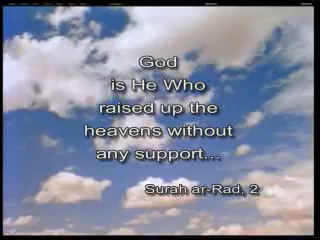 God
is He Who
raised up the
heavens without
any support...
Surah ar-Rad, 2